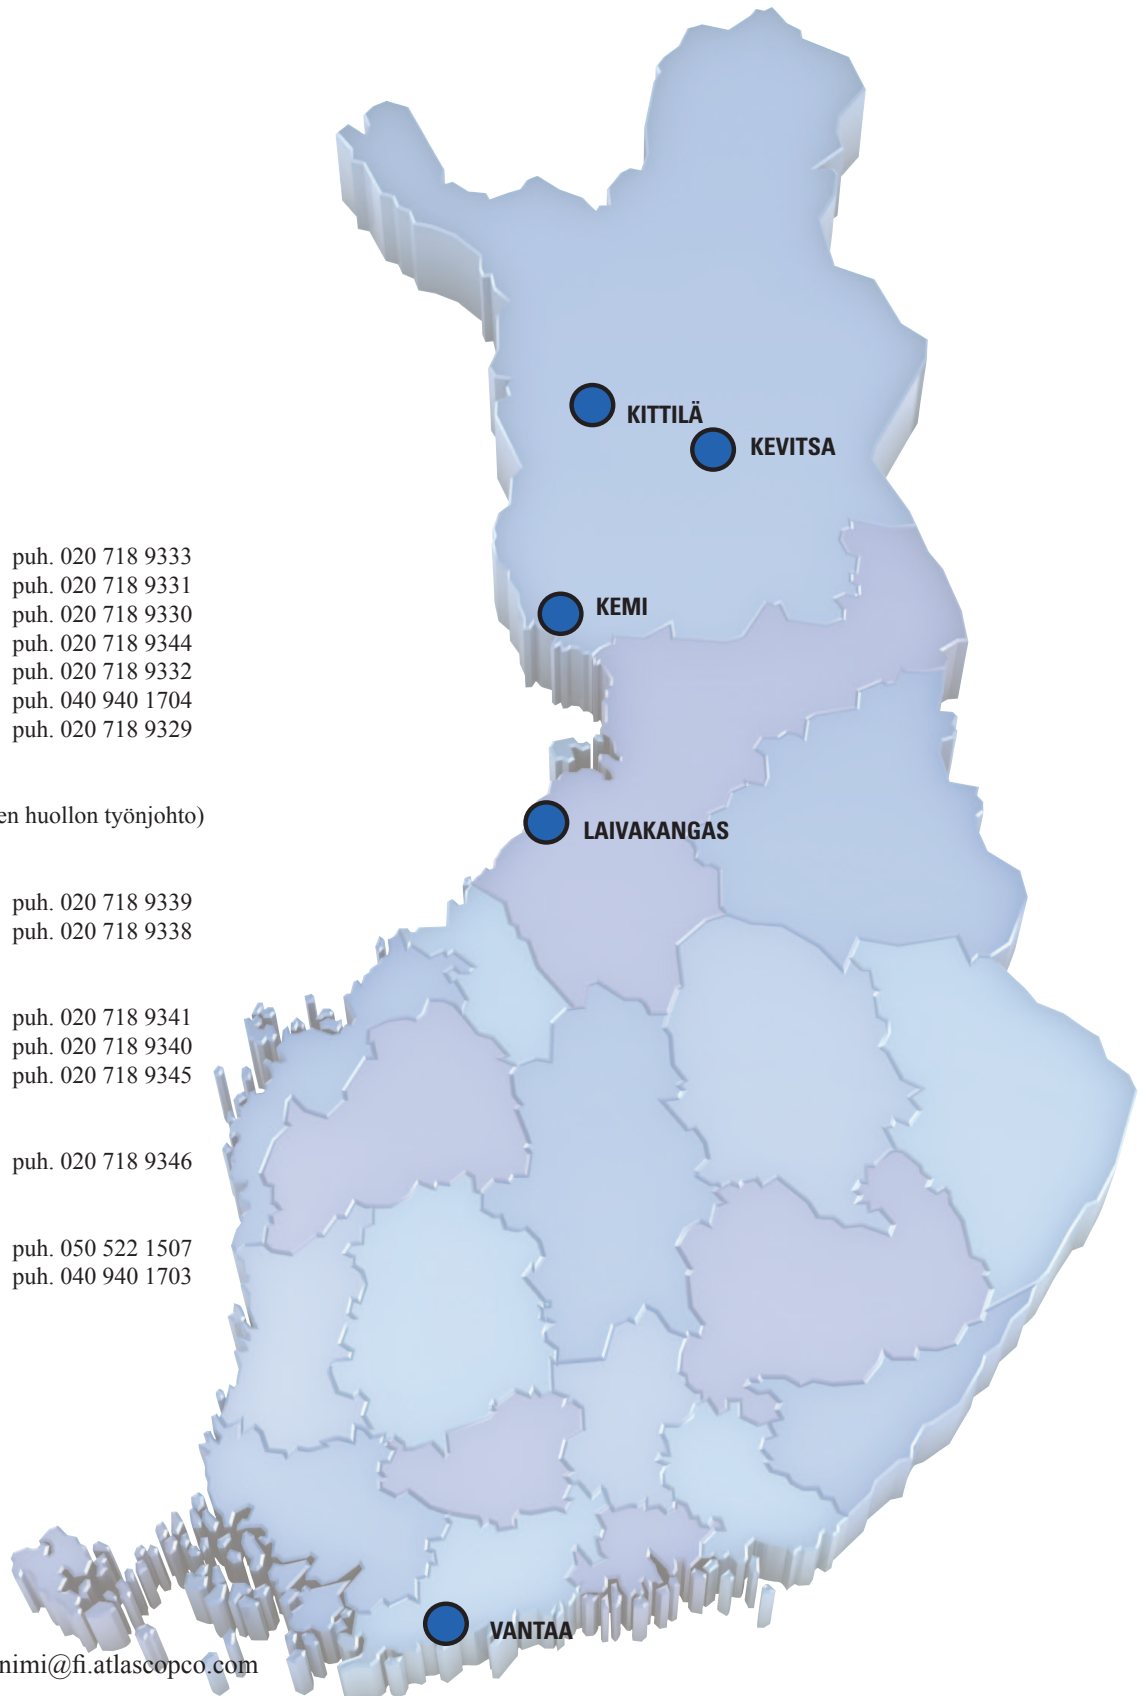 KITTILÄ
KEVITSA
puh. 020 718 9333
puh. 020 718 9331
puh. 020 718 9330
KEMI
puh. 020 718 9344
puh. 020 718 9332
puh. 040 940 1704
puh. 020 718 9329
en huollon työnjohto)
LAIVAKANGAS
puh. 020 718 9339
puh. 020 718 9338
puh. 020 718 9341
puh. 020 718 9340
puh. 020 718 9345
puh. 020 718 9346
puh. 050 522 1507
puh. 040 940 1703
VANTAA
nimi@fi.atlascopco.com